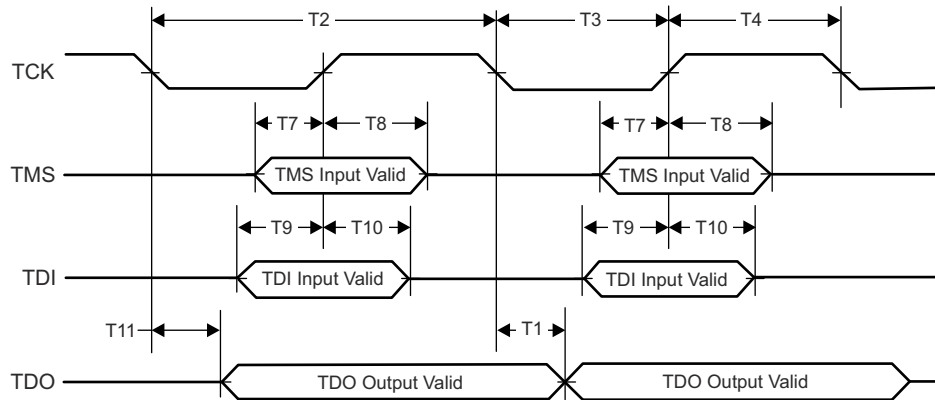 T2 T3 T4
TCK
T7 T8 T7 T8
TMS TMS Input Valid TMS Input Valid
T9 T10 T9 T10
TDI TDI Input Valid TDI Input Valid
T11 T1
TDO TDO Output Valid TDO Output Valid